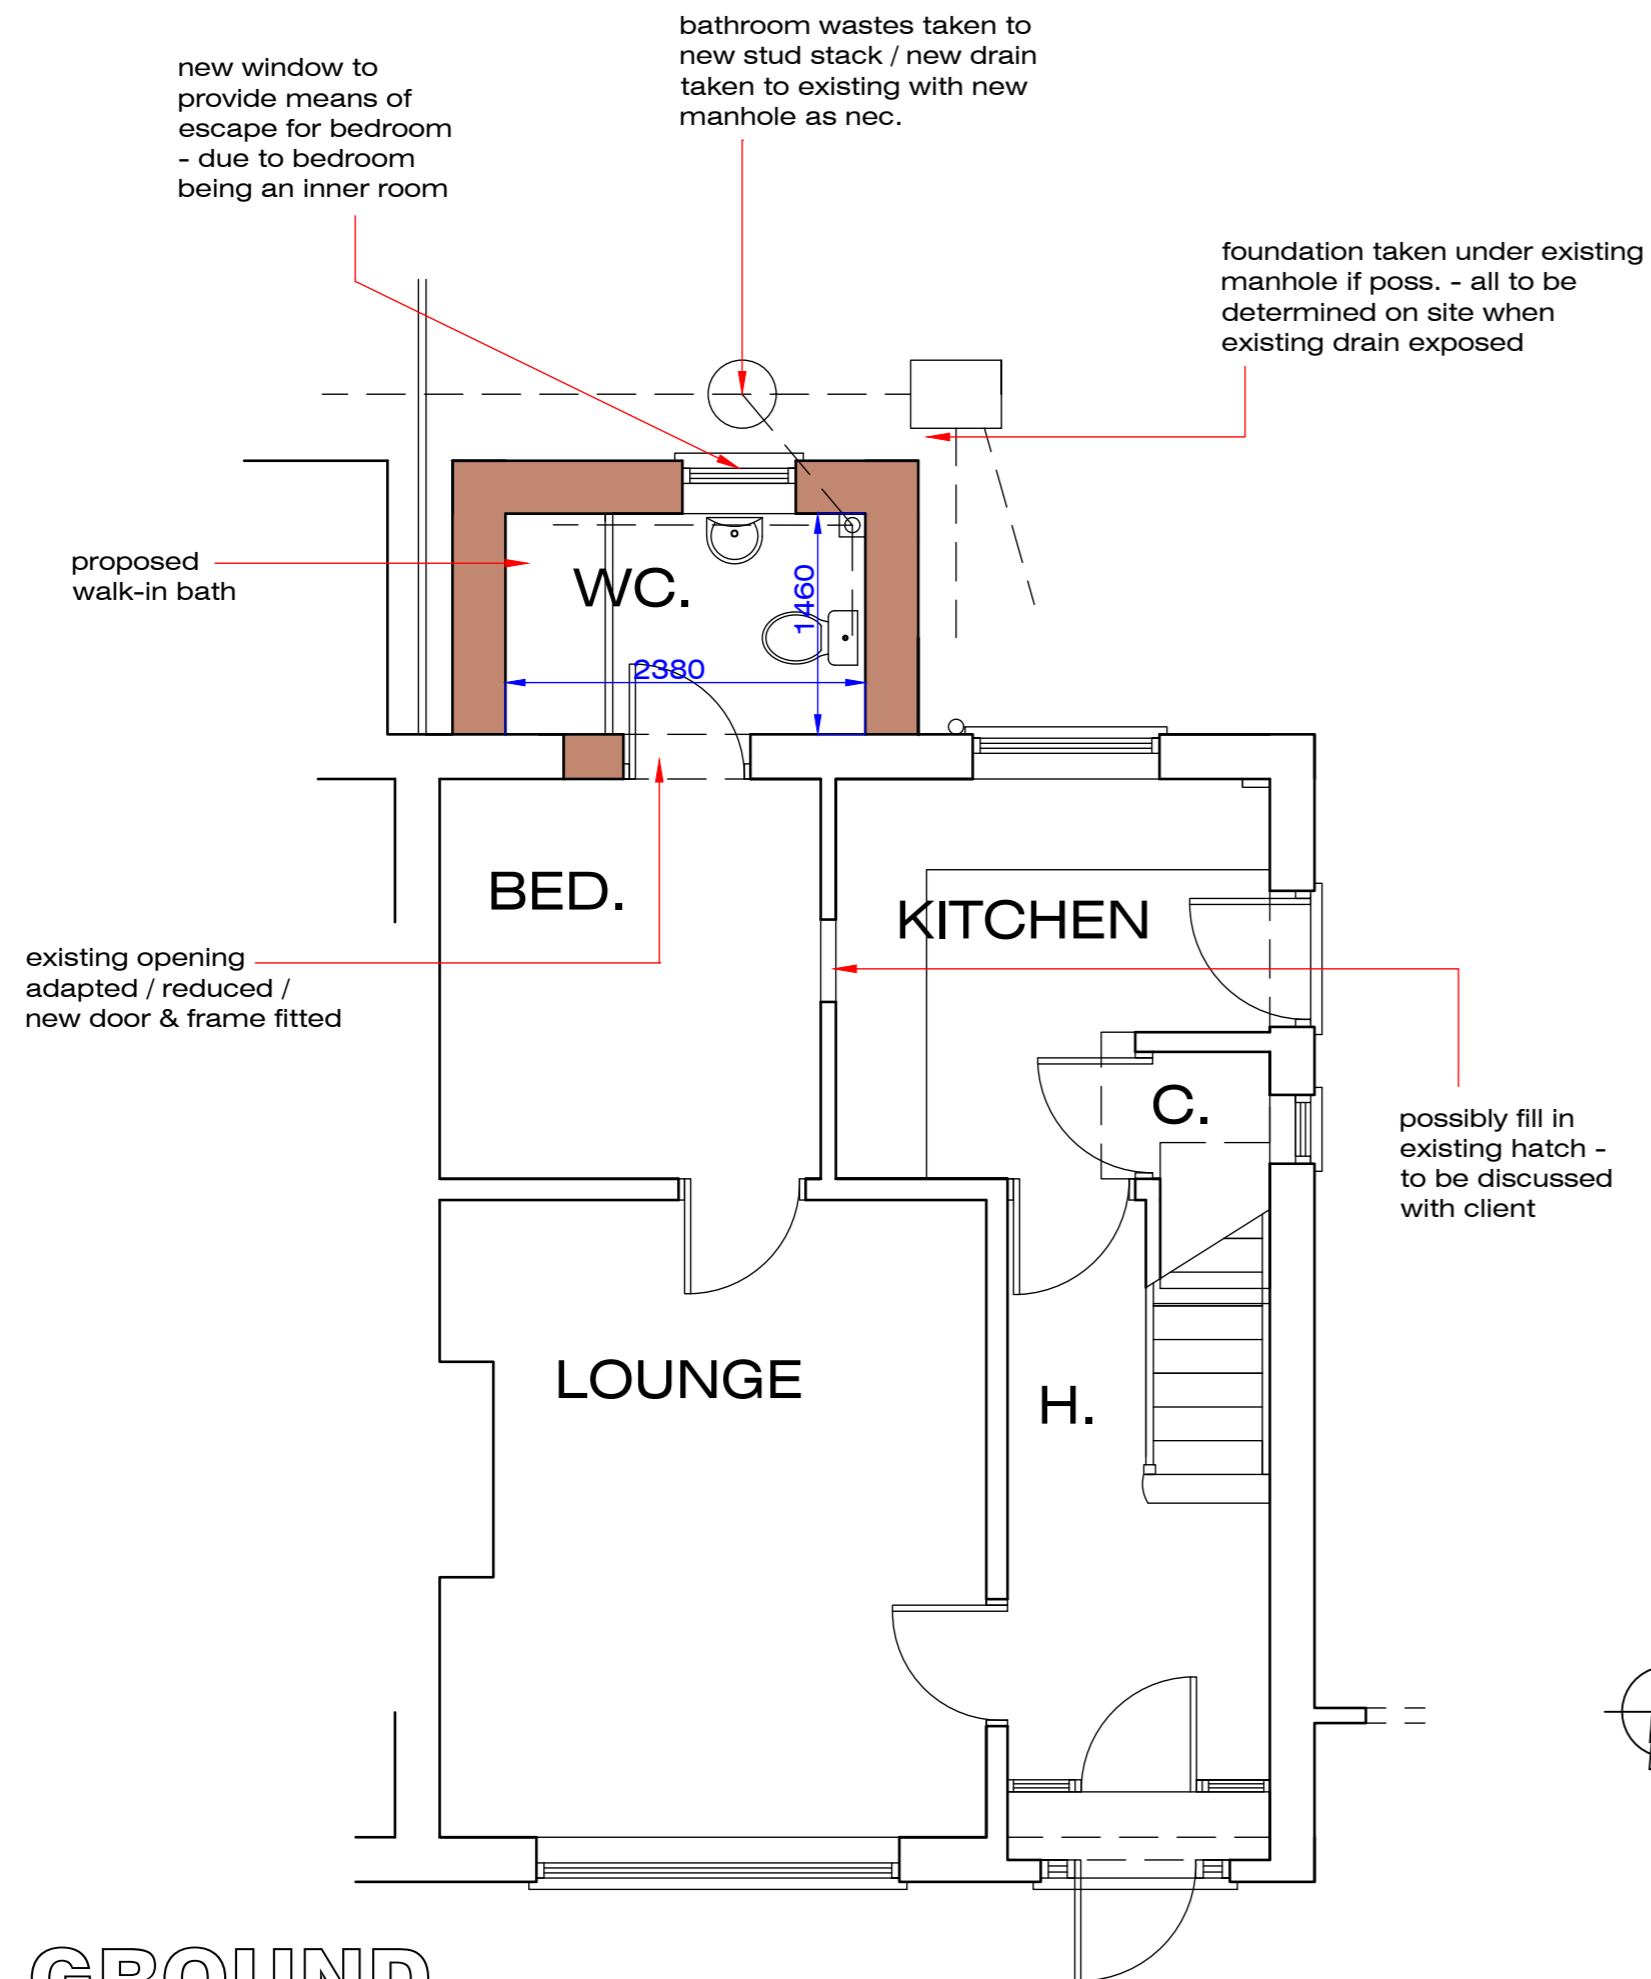 bathroom wastes taken to
new stud stack / new drain
taken to existing with new
manhole as nec.
new window to
provide means of
escape for bedroom
- due to bedroom
being an inner room
foundation taken under existing
manhole if poss. - all to be
determined on site when
existing drain exposed
proposed
walk-in bath
WC.
1460
2380
BED.
KITCHEN
existing opening
adapted / reduced /
new door & frame fitted
C.
possibly fill in
existing hatch -
to be discussed
with client
LOUNGE
H.
GROUND